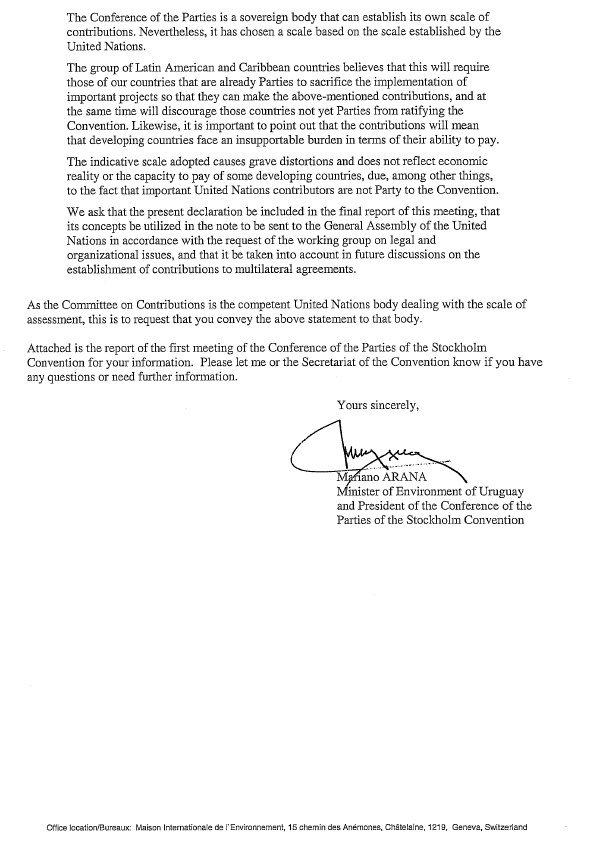 The Conference of the Parties is a sovereign body that can establish its own scale of
contributions. Nevertheless, it has chosen a scale based on the scale established by the
United Nations.
The group of Latin American and Caribbean countries believes that this will require
those of our countries that are already Parties to sacrifice the implementation of
important projects so that they can make the above-mentioned contributions, and at
the same time will discourage those countries not yet Parties from ratifying the
Convention. Likewise, it is important to point out that the contributions will mean
that developing countries face an insupportable burden in terms of their ability to pay.
The indicative scale adopted causes grave distortions and does not reflect economic
reality or the capacity to pay of some developing countries, due, among other things,
to the fact that important United Nations contributors are not Party to the Convention.
We ask that the present declaration be included in the final report of this meeting, that
its concepts be utilized in the note to be sent to the General Assembly of the United
Nations in accordance with the request of the working group on legal and
organizational issues, and that it be taken into account in future discussions on the
establishment of contributions to multilateral agreements.
As the Committee on Contributions is the competent United Nations body dealing with the scale of
assessment, this is to request that you convey the above statement to that body.
Attached is the report of the first meeting of the Conference of the Parties of the Stockholm
Convention for your information. Please let me or the Secretariat of the Convention know if you have
any questions or need further information.
Yours sincerely,
Mariano ARANA
Minister of Environment of Uruguay
and President of the Conference of the
Parties of the Stockholm Convention
Office location/Bureaux: Maison Internationale de l'Environnement, 15 chemin des Anémones, Châtelaine, 1219, Geneva, Switzerland